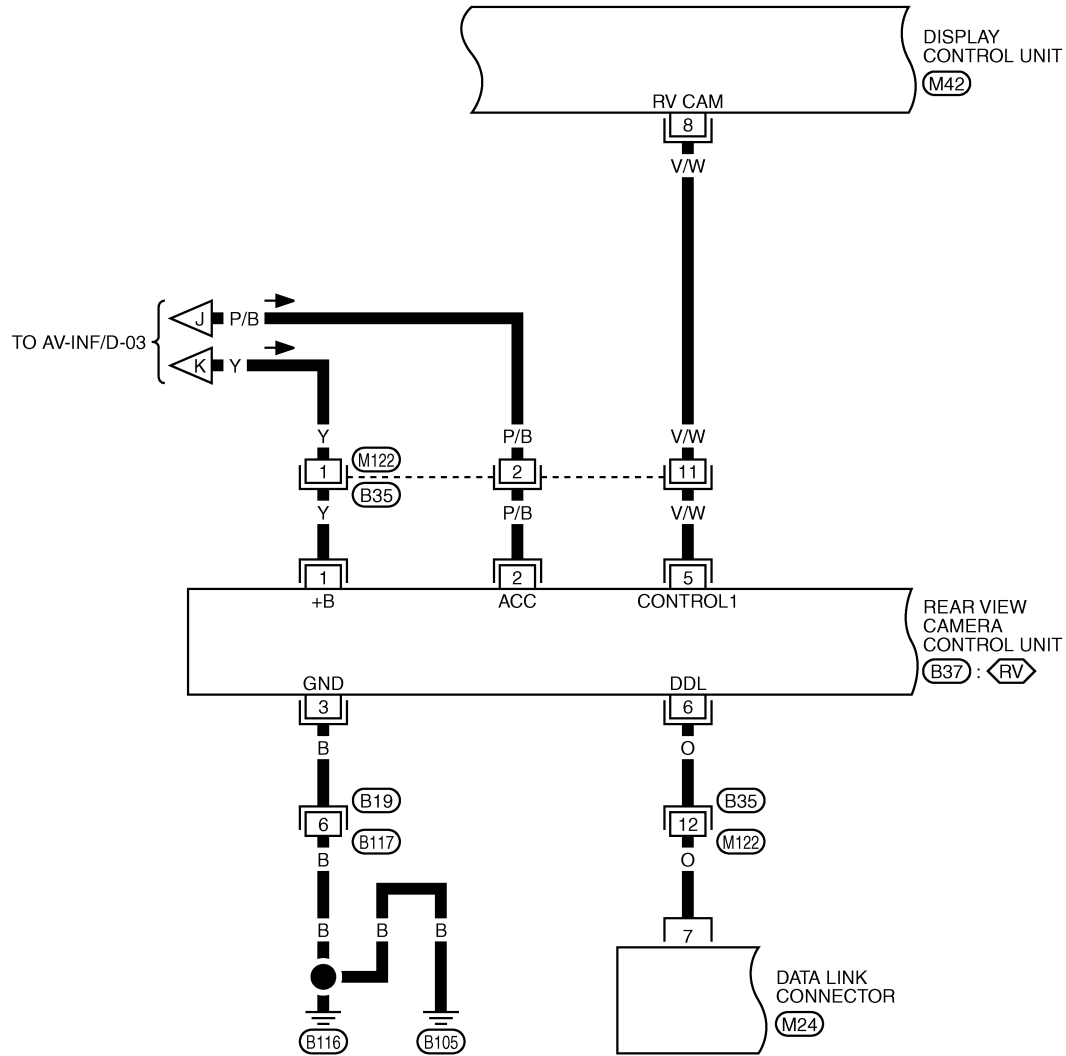 DISPLAY
CONTROL UNIT
M42
RV CAM
8
V/W
J
P/B
TO AV-INF/D-03
K
Y
Y
P/B
V/W
1
M122
2
11
B35
Y
P/B
V/W
1
2
5
+B
ACC
CONTROL1
REAR VIEW
CAMERA
CONTROL UNIT
B37 : RV
GND
DDL
3
6
B
O
B19
B35
6
12
B117
M122
B
O
B
B
B
7
DATA LINK
CONNECTOR
M24
B116
B105